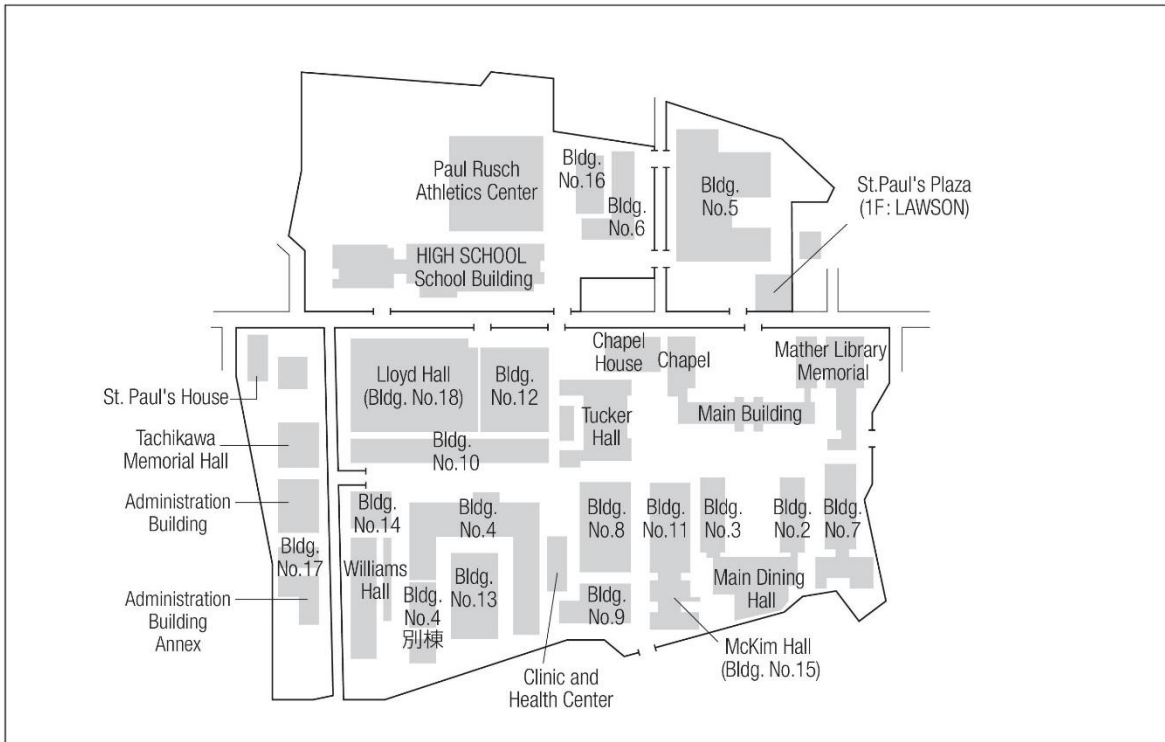 Paul Rusch
Athletics Center
Bldg.
No.16
Bldg.
No.6
Bldg.
No.5
St.Paul's Plaza
(1F: LAWSON)
HIGH SCHOOL
School Building
Chapel
House
Chapel
Mather Library
Memorial
Lloyd Hall
(Bldg. No.18)
Bldg.
No.12
St. Paul's House
Tucker
Hall
Main Building
Tachikawa
Memorial Hall
Bldg.
No.10
Administration
Building
Bldg.
No.14
Bldg.
No.4
Bldg.
No.8
Bldg.
No.11
Bldg.
No.3
Bldg.
No.2
Bldg.
No.7
Bldg.
No.17
Williams
Hall
Bldg.
No.13
Main Dining
Hall
Administration
Building
Annex
Bldg.
No.4
別棟
Bldg.
No.9
McKim Hall
(Bldg. No.15)
Clinic and
Health Center